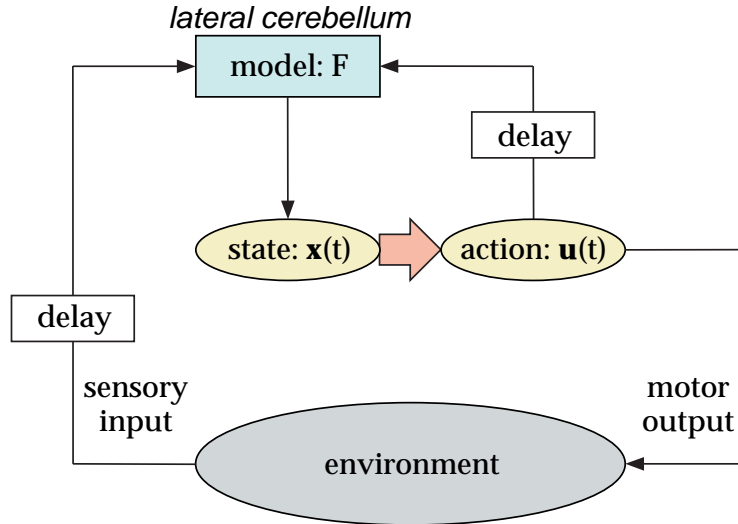 lateral cerebellum
model: F
delay
state: x(t)
action: u(t)
delay
sensory
input
motor
output
environment